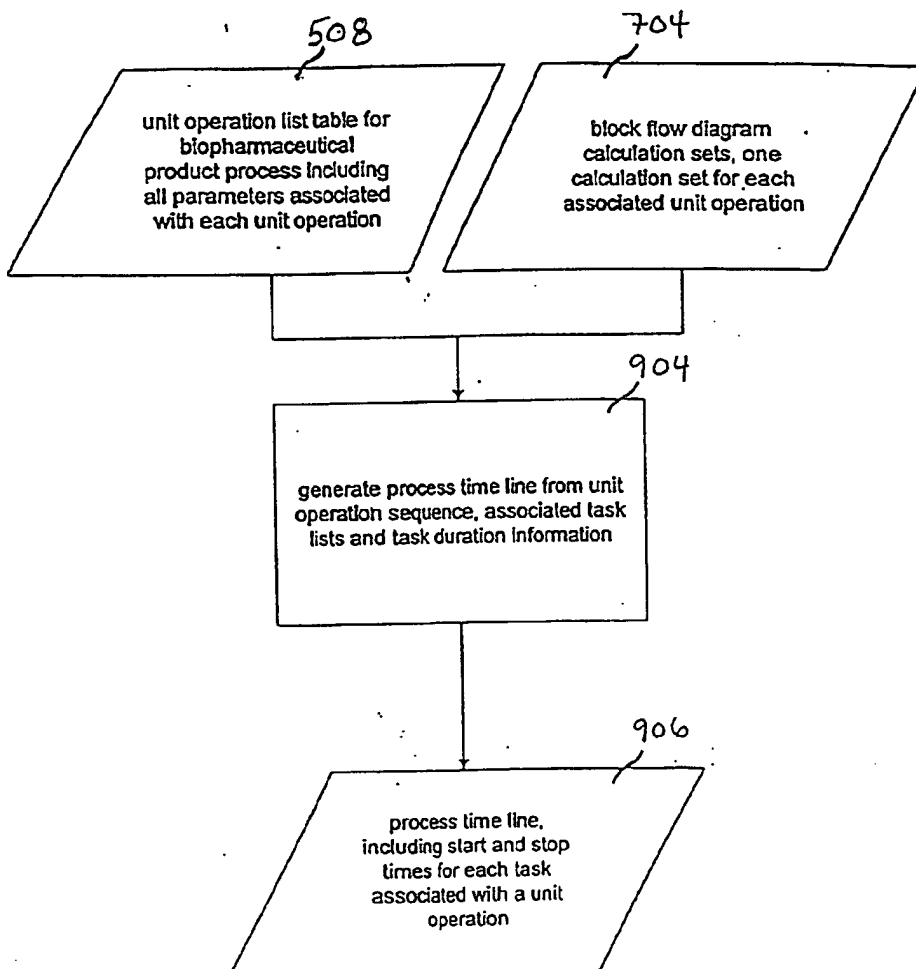 508
704
unit operation list table for
biopharmaceutical
product process including
all parameters associated
with each unit operation
block flow diagram
calculation sets, one
calculation set for each
associated unit operation
904
generate process time line from unit
operation sequence, associated task
lists and task duration information
906
process time line,
including start and stop
times for each task
associated with a unit
operation